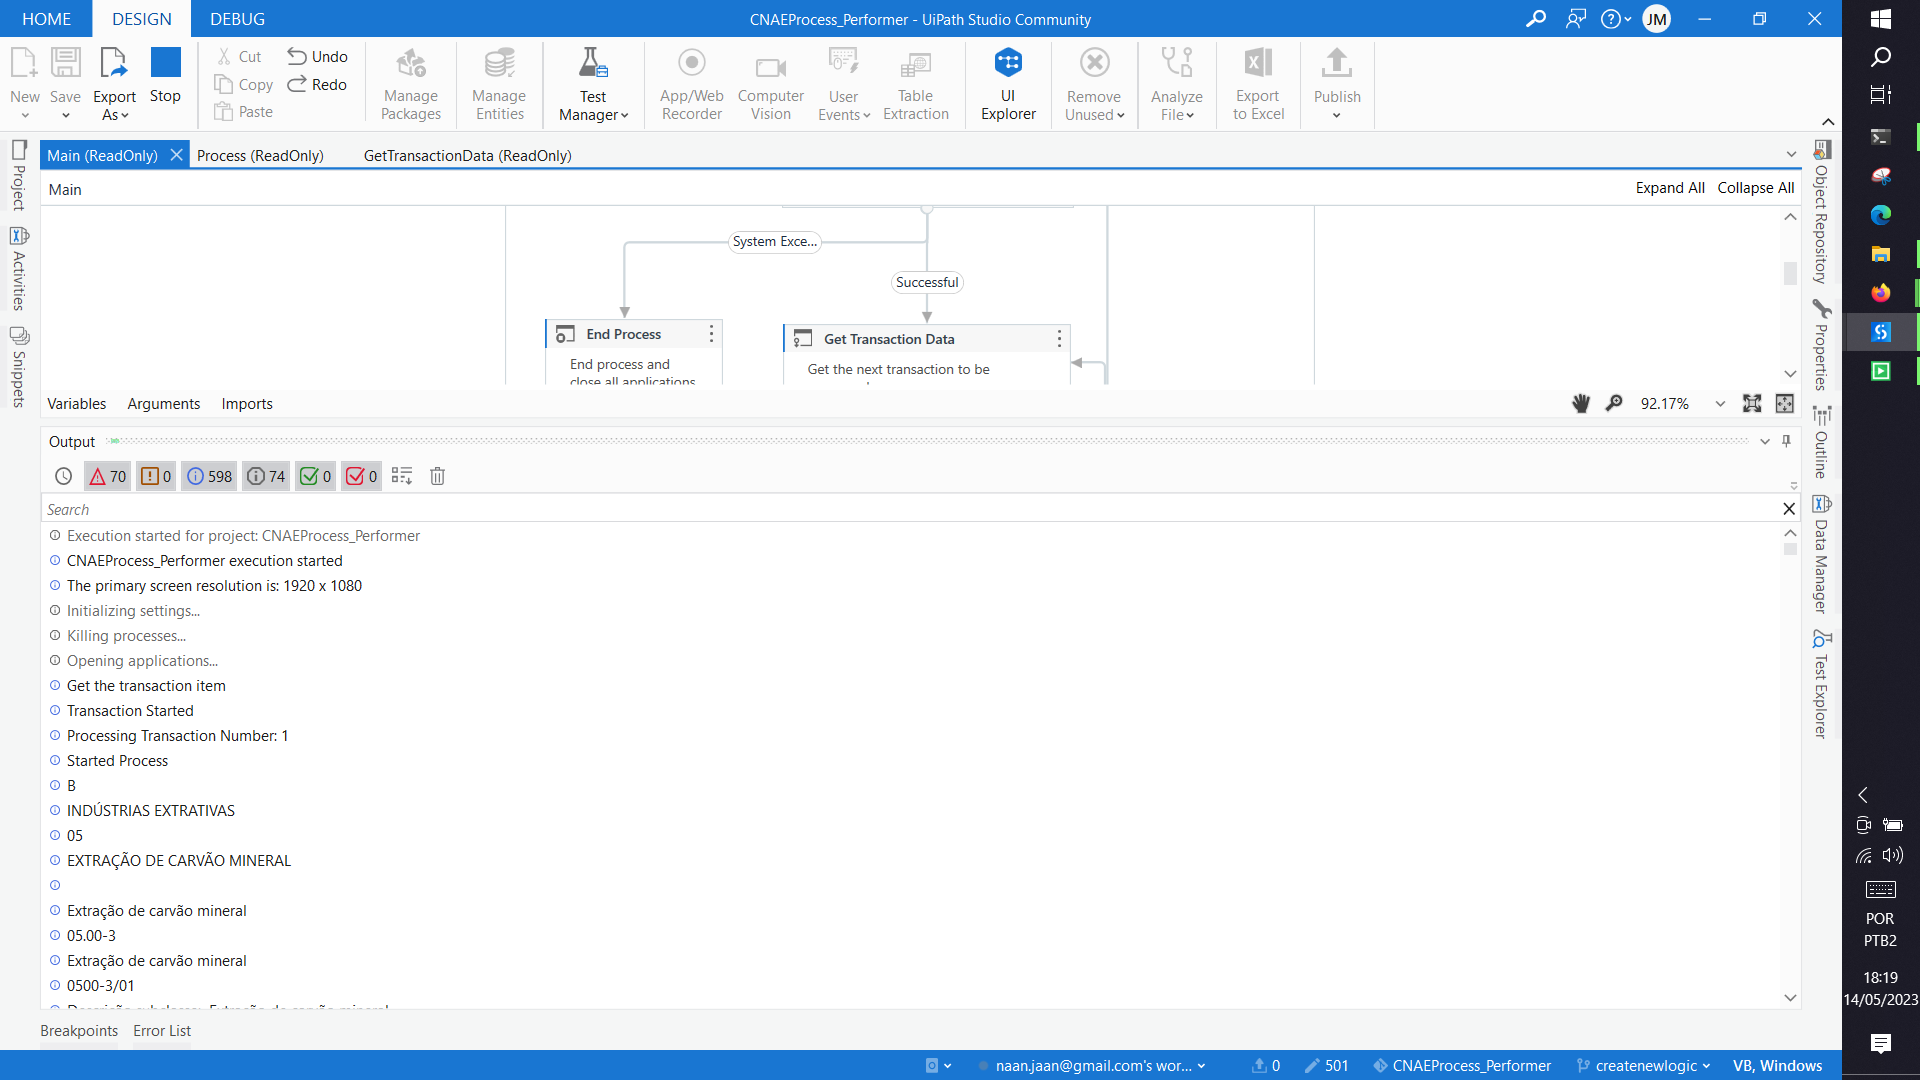 HOME DESIGN DEBUG
CNAEProcess_Performer - UiPath Studio Community
JM
New
Save
Export As
Stop
Cut
Copy
Paste
Undo
Redo
Manage Packages
Manage Entities
Test Manager
App/Web Recorder
Computer Vision
User Events
Table Extraction
UI Explorer
Remove Unused
Analyze File
Export to Excel
Publish
Main (ReadOnly) Process (ReadOnly) GetTransactionData (ReadOnly)
Main
Expand All Collapse All
Project
Activities
Snippets
System Exce...
Successful
End Process
End process and
close all applications
Get Transaction Data
Get the next transaction to be
Variables Arguments Imports
92.17%
Output
70 0 598 74 0 0
Search
Execution started for project: CNAEProcess_Performer
CNAEProcess_Performer execution started
The primary screen resolution is: 1920 x 1080
Initializing settings...
Killing processes...
Opening applications...
Get the transaction item
Transaction Started
Processing Transaction Number: 1
Started Process
B
INDÚSTRIAS EXTRATIVAS
05
EXTRAÇÃO DE CARVÃO MINERAL
Extração de carvão mineral
05.00-3
Extração de carvão mineral
0500-3/01
Breakpoints Error List
Object Repository
Properties
Outline
Data Manager
Test Explorer
naan.jaan@gmail.com's wor... 0 501 CNAEProcess_Performer createnewlogic VB, Windows
POR
PTB2
18:19
14/05/2023